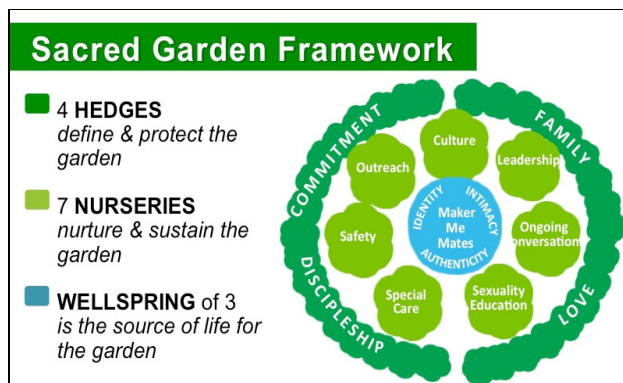 Sacred Garden Framework
4 HEDGES
define & protect the
garden
7 NURSERIES
nurture & sustain the
garden
WELLSPRING of 3
is the source of life for
the garden
COMMITMENT
FAMILY
DISCIPLESHIP
LOVE
Culture
Leadership
Ongoing
onversation
Sexuality
Education
Special
Care
Safety
Outreach
IDENTITY
INTIMACY
AUTHENTICITY
Maker
Me
Mates